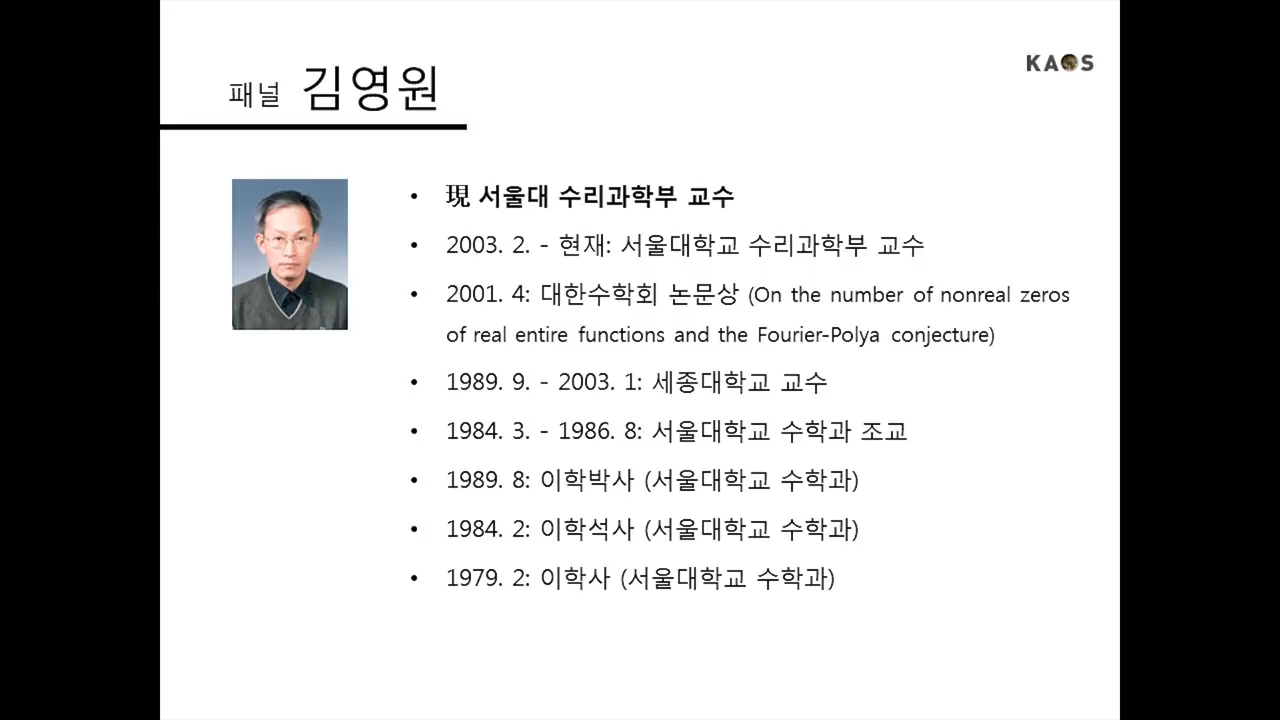 KAOS
패널 김영원
• 現 서울대 수리과학부 교수
• 2003. 2. - 현재: 서울대학교 수리과학부 교수
• 2001. 4: 대한수학회 논문상 (On the number of nonreal zeros
of real entire functions and the Fourier-Polya conjecture)
• 1989. 9. - 2003. 1: 세종대학교 교수
• 1984. 3. - 1986. 8: 서울대학교 수학과 조교
• 1989. 8: 이학박사 (서울대학교 수학과)
• 1984. 2: 이학석사 (서울대학교 수학과)
• 1979. 2: 이학사 (서울대학교 수학과)